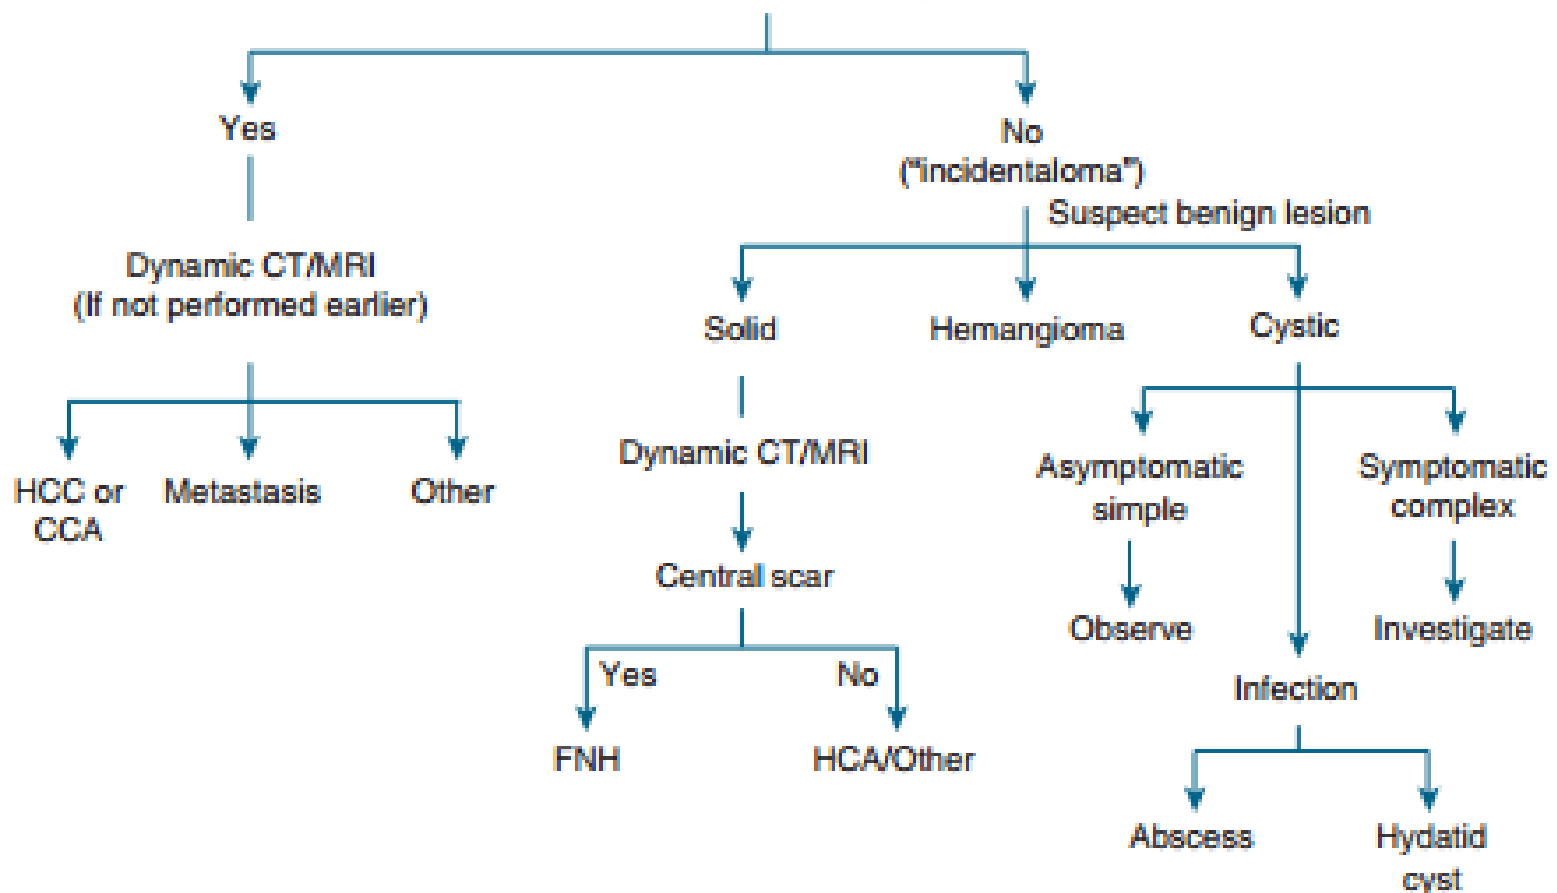 Yes
No
("incidentaloma")
Suspect benign lesion
Dynamic CT/MRI
(If not performed earlier)
Solid
Hemangioma
Cystic
HCC or
CCA
Metastasis
Other
Dynamic CT/MRI
Asymptomatic
simple
Symptomatic
complex
Central scar
Observe
Investigate
Yes
No
Infection
FNH
HCA/Other
Abscess
Hydatid
cyst